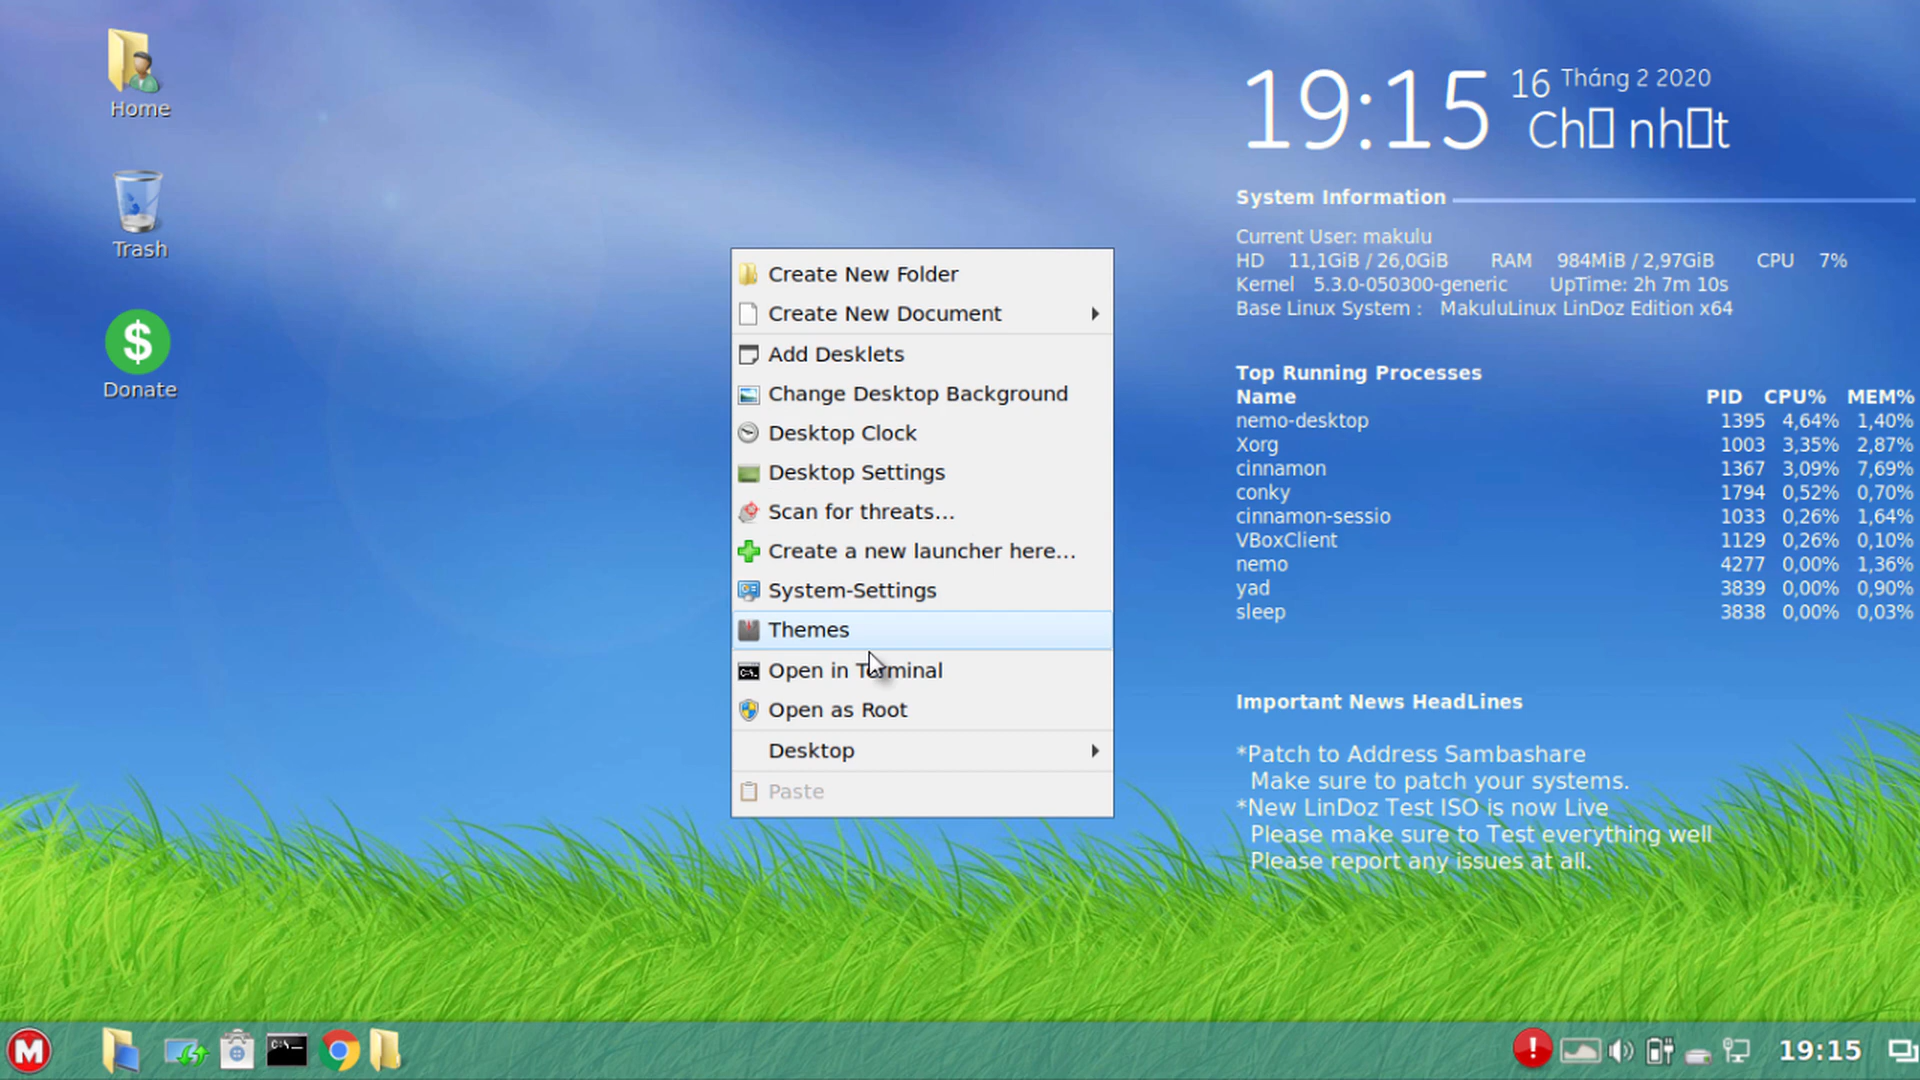 Home
Trash
Donate
Create New Folder
Create New Document
Add Desklets
Change Desktop Background
Desktop Clock
Desktop Settings
Scan for threats...
Create a new launcher here...
System-Settings
Themes
Open in Terminal
Open as Root
Desktop
Paste
19:15 16 Tháng 2 2020
Ch□ nh□t
System Information
Current User: makulu
HD 11,1GiB / 26,0GiB RAM 984MiB / 2,97GiB CPU 7%
Kernel 5.3.0-050300-generic UpTime: 2h 7m 10s
Base Linux System : MakuluLinux LinDoz Edition x64
Top Running Processes
Name PID CPU% MEM%
nemo-desktop 1395 4,64% 1,40%
Xorg 1003 3,35% 2,87%
cinnamon 1367 3,09% 7,69%
conky 1794 0,52% 0,70%
cinnamon-sessio 1033 0,26% 1,64%
VBoxClient 1129 0,26% 0,10%
nemo 4277 0,00% 1,36%
yad 3839 0,00% 0,90%
sleep 3838 0,00% 0,03%
Important News HeadLines
*Patch to Address Sambashare
Make sure to patch your systems.
*New LinDoz Test ISO is now Live
Please make sure to Test everything well
Please report any issues at all.
M
19:15